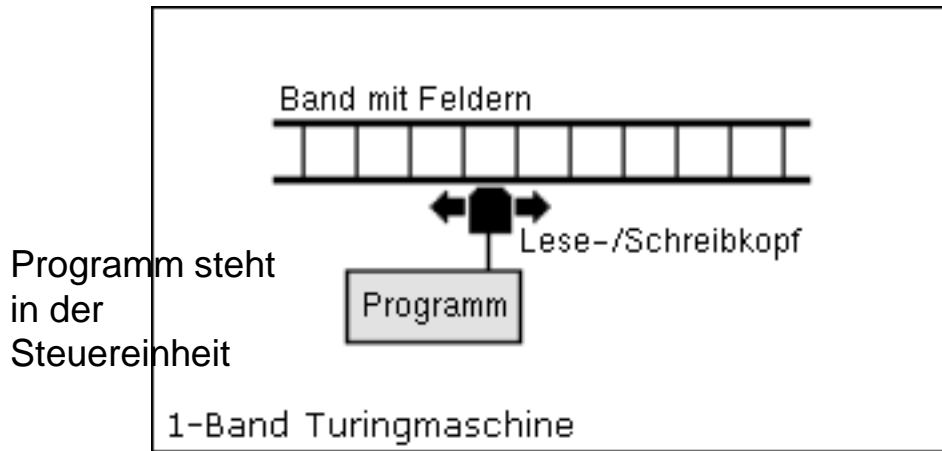 Band mit Feldern
Lese-/Schreibkopf
Programm steht
in der
Steuereinheit
Programm
1-Band Turingmaschine